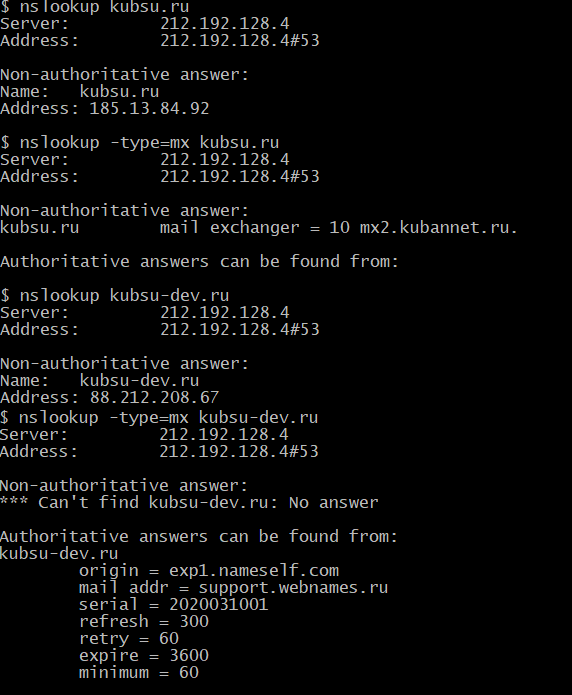 $ nslookup kubsu.ru
Server:         212.192.128.4
Address:        212.192.128.4#53
Non-authoritative answer:
Name:   kubsu.ru
Address: 185.13.84.92
$ nslookup -type=mx kubsu.ru
Server:         212.192.128.4
Address:        212.192.128.4#53
Non-authoritative answer:
kubsu.ru        mail exchanger = 10 mx2.kubannet.ru.
Authoritative answers can be found from:
$ nslookup kubsu-dev.ru
Server:         212.192.128.4
Address:        212.192.128.4#53
Non-authoritative answer:
Name:   kubsu-dev.ru
Address: 88.212.208.67
$ nslookup -type=mx kubsu-dev.ru
Server:         212.192.128.4
Address:        212.192.128.4#53
Non-authoritative answer:
*** Can't find kubsu-dev.ru: No answer
Authoritative answers can be found from:
kubsu-dev.ru
        origin = exp1.nameself.com
        mail addr = support.webnames.ru
        serial = 2020031001
        refresh = 300
        retry = 60
        expire = 3600
        minimum = 60